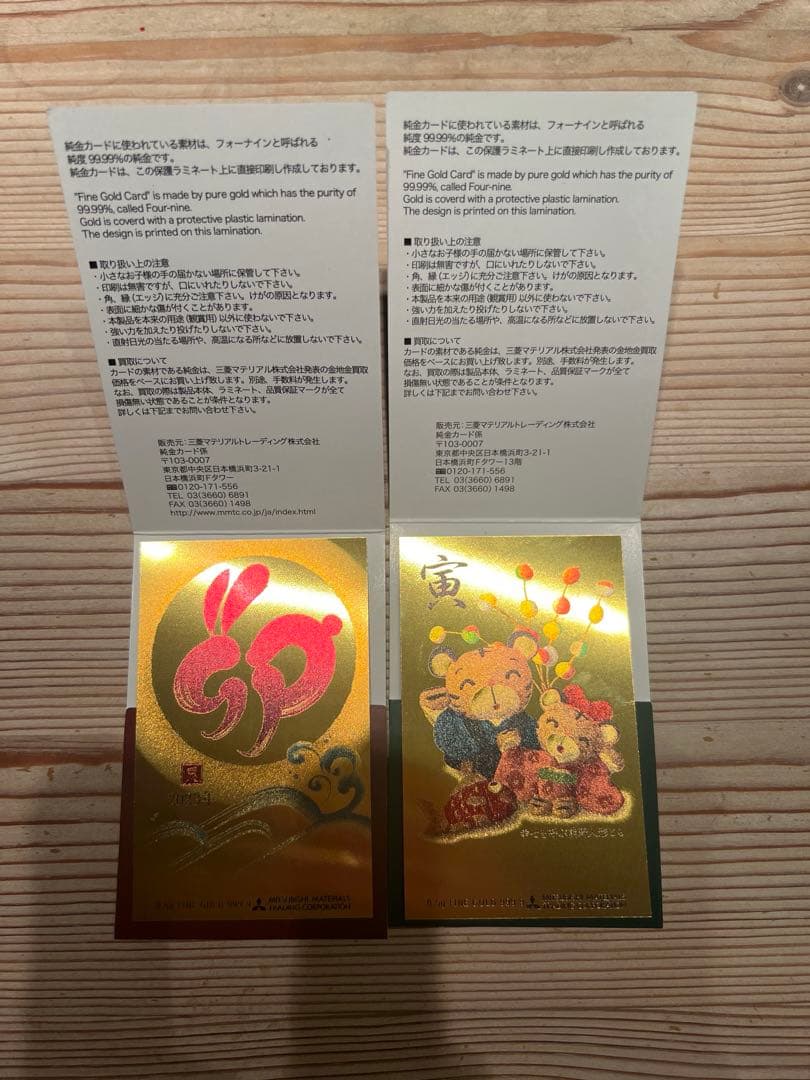 純金カードに使われている素材は、フォーナインと呼ばれる
純度 99.99%の純金です。
純金カードは、この保護ラミネート上に直接印刷し作成しております。
"Fine Gold Card" is made by pure gold which has the purity of
99.99%, called Four-nine.
Gold is coverd with a protective plastic lamination.
The design is printed on this lamination.
■ 取り扱い上の注意
・小さなお子様の手の届かない場所に保管して下さい。
・印刷は無害ですが、口にいれたりしないで下さい。
・角、縁（エッジ）に充分ご注意下さい。けがの原因となります。
・表面に細かな傷が付くことがあります。
・本製品を本来の用途（観賞用）以外に使わないで下さい。
・強い力を加えたり投げたりしないで下さい。
・直射日光の当たる場所や、高温になる所などに放置しないで下さい。
■ 買取について
カードの素材である純金は、三菱マテリアル株式会社発表の金地金買取
価格をベースにお買い上げ致します。別途、手数料が発生します。
なお、買取の際は製品本体、ラミネート、品質保証マークが全て
損傷無い状態であることが条件となります。
詳しくは下記までお問い合わせ下さい。
販売元：三菱マテリアルトレーディング株式会社
純金カード係
〒103-0007
東京都中央区日本橋浜町3-21-1
日本橋浜町Fタワー
0120-171-556
TEL 03(3660) 6891
FAX 03(3660) 1498
http://www.mmtc.co.jp/ja/index.html
卯
MITSUBISHI MATERIALS
TRADING CORPORATION
純金カードに使われている素材は、フォーナインと呼ばれる
純度 99.99%の純金です。
純金カードは、この保護ラミネート上に直接印刷し作成しております。
"Fine Gold Card" is made by pure gold which has the purity of
99.99%, called Four-nine.
Gold is coverd with a protective plastic lamination.
The design is printed on this lamination.
■ 取り扱い上の注意
・小さなお子様の手の届かない場所に保管して下さい。
・印刷は無害ですが、口にいれたりしないで下さい。
・角、縁（エッジ）に充分ご注意下さい。けがの原因となります。
・表面に細かな傷が付くことがあります。
・本製品を本来の用途（観賞用）以外に使わないで下さい。
・強い力を加えたり投げたりしないで下さい。
・直射日光の当たる場所や、高温になる所などに放置しないで下さい。
■ 買取について
カードの素材である純金は、三菱マテリアル株式会社発表の金地金買取
価格をベースにお買い上げ致します。別途、手数料が発生します。
なお、買取の際は製品本体、ラミネート、品質保証マークが全て
損傷無い状態であることが条件となります。
詳しくは下記までお問い合わせ下さい。
販売元：三菱マテリアルトレーディング株式会社
純金カード係
〒103-0007
東京都中央区日本橋浜町3-21-1
日本橋浜町Fタワー13階
0120-171-556
TEL 03(3660) 6891
FAX 03(3660) 1498
寅
MITSUBISHI MATERIALS
TRADING CORPORATION